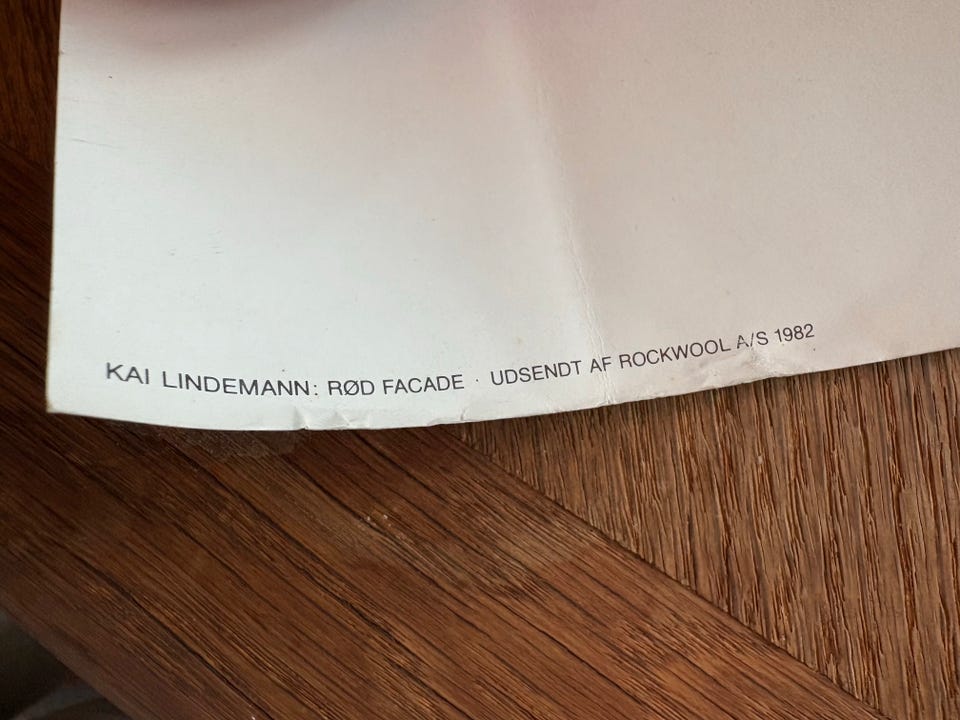 KAI LINDEMANN: RØD FACADE · UDSENDT AF ROCKWOOL A/S 1982